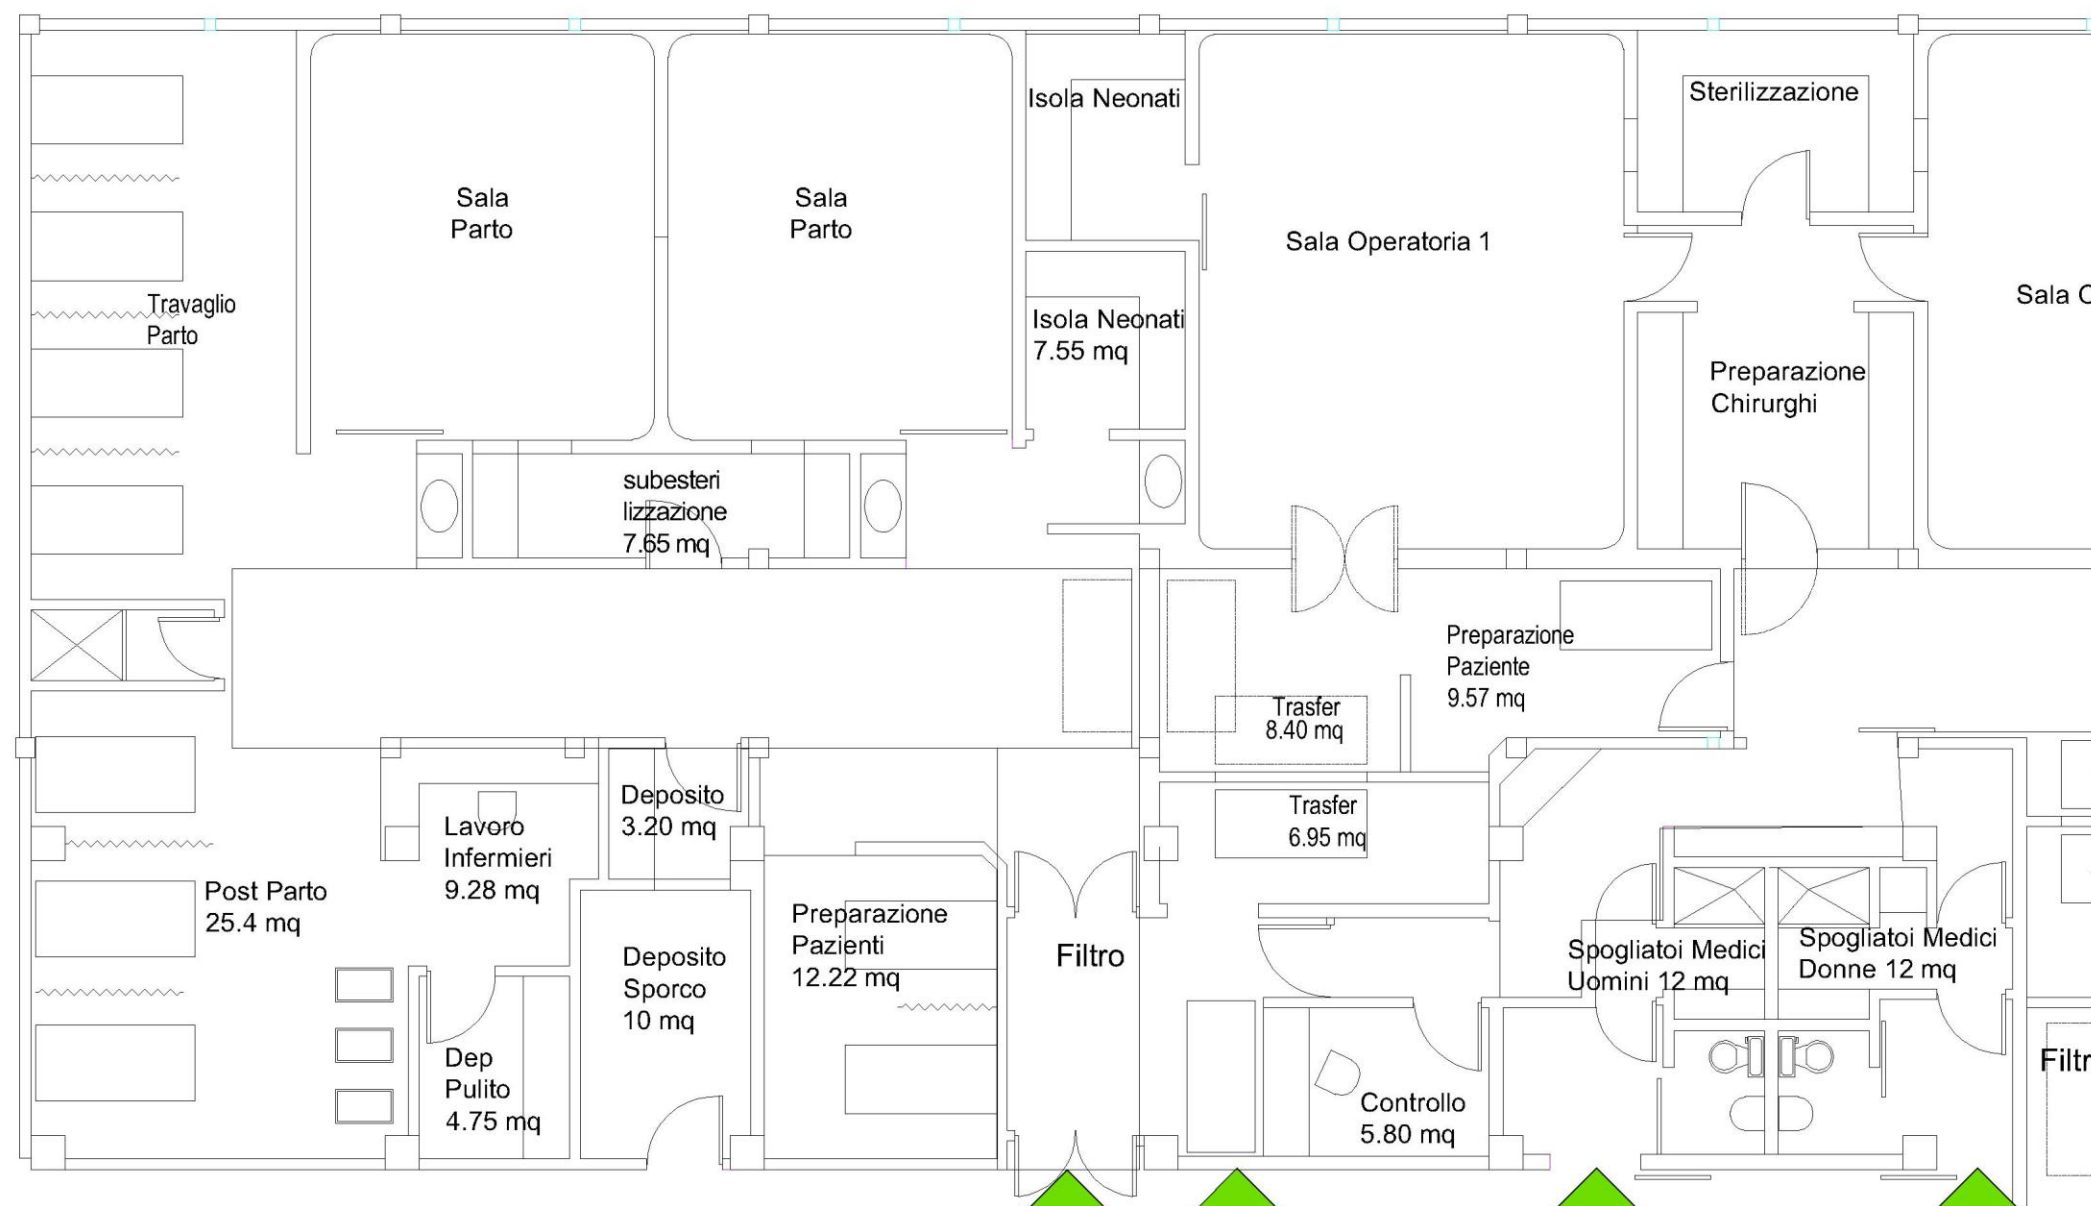 Isola Neonati
Sterilizzazione
Sala
Parto
Sala
Parto
Sala Operatoria 1
Sala
Travaglio
Parto
Isola Neonati
7.55 mq
Preparazione
Chirurghi
subesteri
lizzazione
7.65 mq
Preparazione
Paziente
9.57 mq
Trasfer
8.40 mq
Deposito
3.20 mq
Trasfer
6.95 mq
Lavoro
Infermieri
9.28 mq
Post Parto
25.4 mq
Preparazione
Pazienti
12.22 mq
Filtro
Deposito
Sporco
10 mq
Spogliatoi Medici
Uomini 12 mq
Spogliatoi Medici
Donne 12 mq
Dep
Pulito
4.75 mq
Controllo
5.80 mq
Filtr